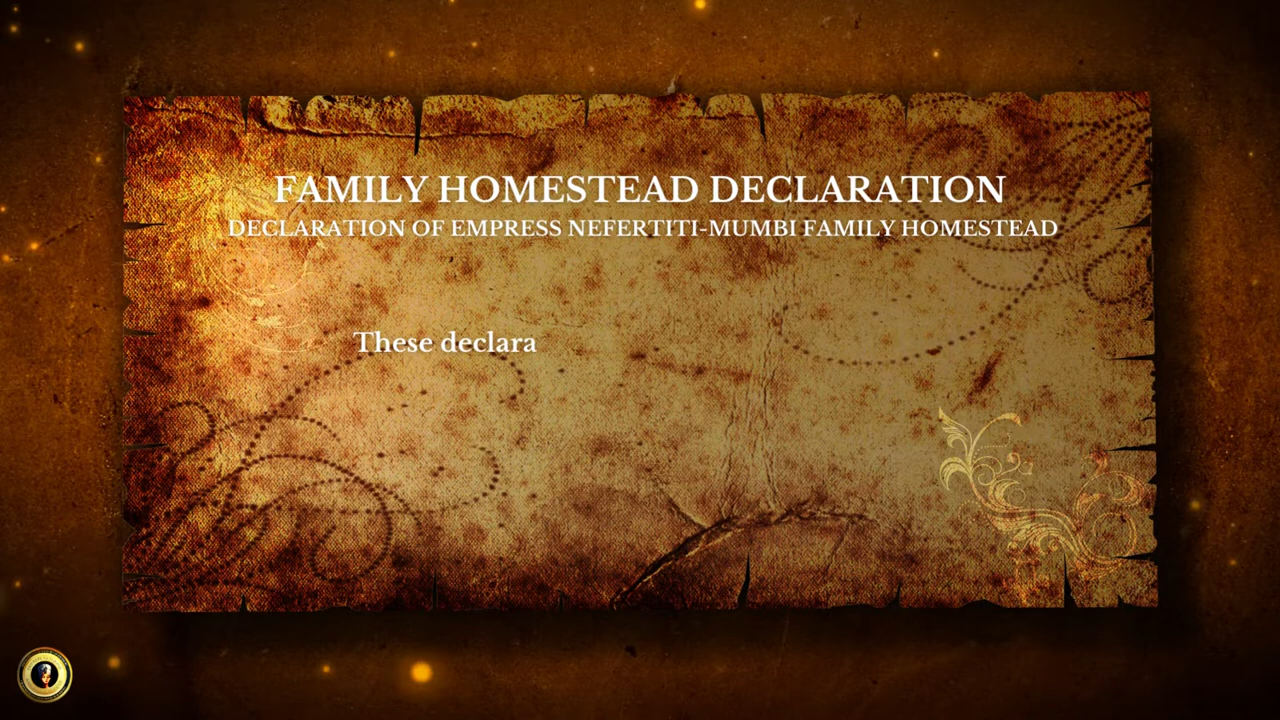 FAMILY HOMESTEAD DECLARATION
DECLARATION OF EMPRESS NEFERTITI-MUMBI FAMILY HOMESTEAD
These declara